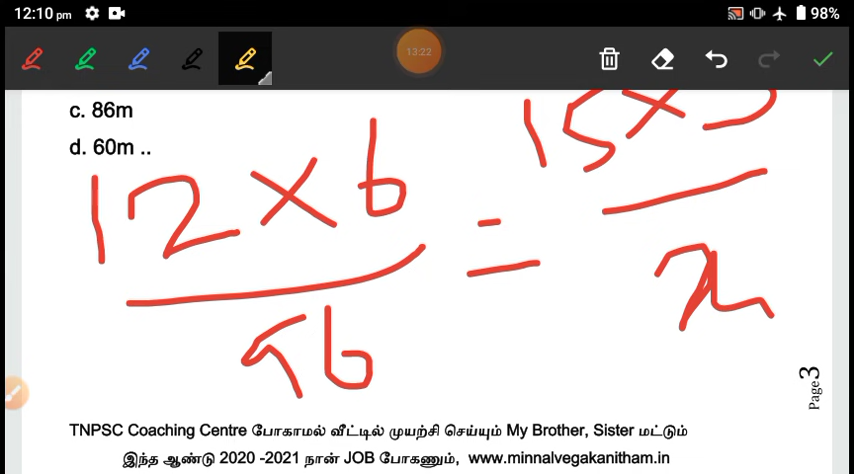 12:10 pm 98%
13:22
c. 86m
d. 60m ..
12 × 6 = 15 ×
96 x
Page 3
TNPSC Coaching Centre போகாமல் வீட்டில் முயற்சி செய்யும் My Brother, Sister மட்டும்
இந்த ஆண்டு 2020 -2021 நான் JOB போகணும், www.minnalvegakanitham.in